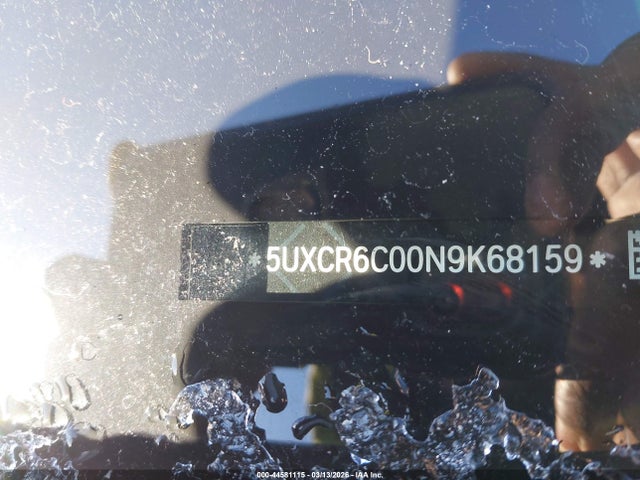 *5UXCR6C00N9K68159*
000-44581115 - 03/13/2026 - IAA Inc.